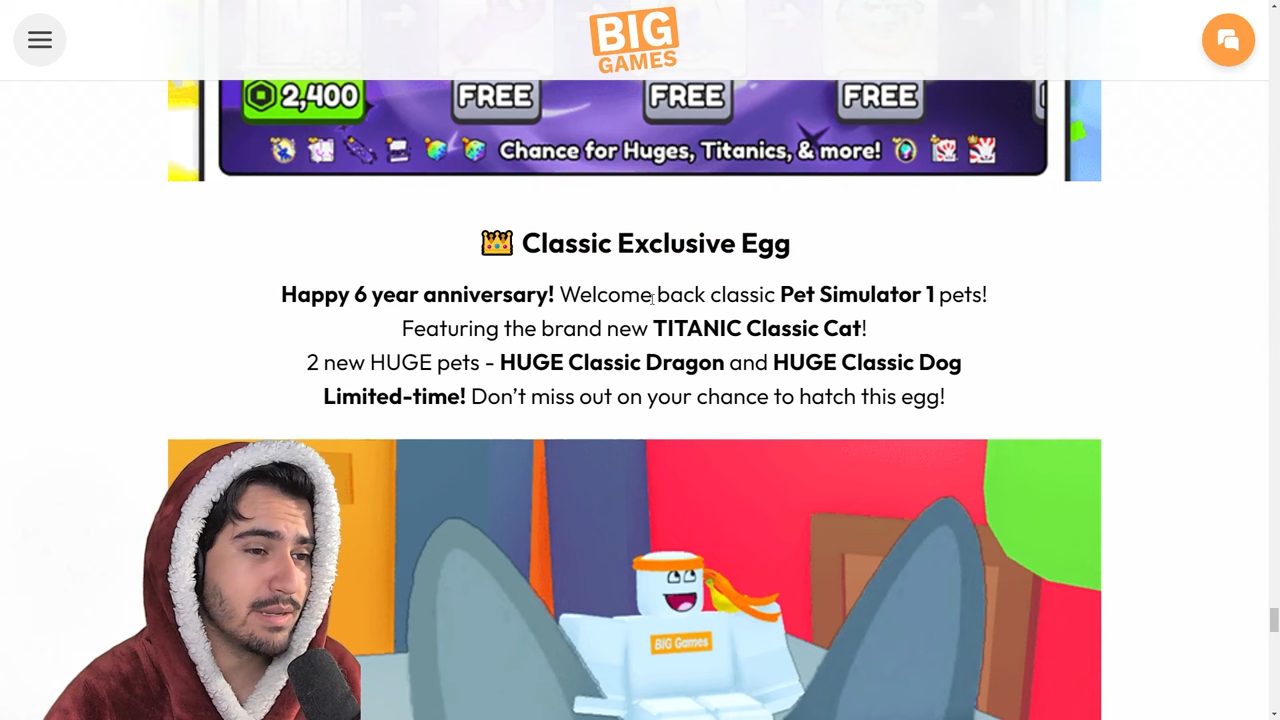 BIG
GAMES
2,400
FREE
FREE
FREE
Chance for Huges, Titanics, & more!
👑 Classic Exclusive Egg
Happy 6 year anniversary! Welcome back classic Pet Simulator 1 pets!
Featuring the brand new TITANIC Classic Cat!
2 new HUGE pets - HUGE Classic Dragon and HUGE Classic Dog
Limited-time! Don’t miss out on your chance to hatch this egg!
BIG Games